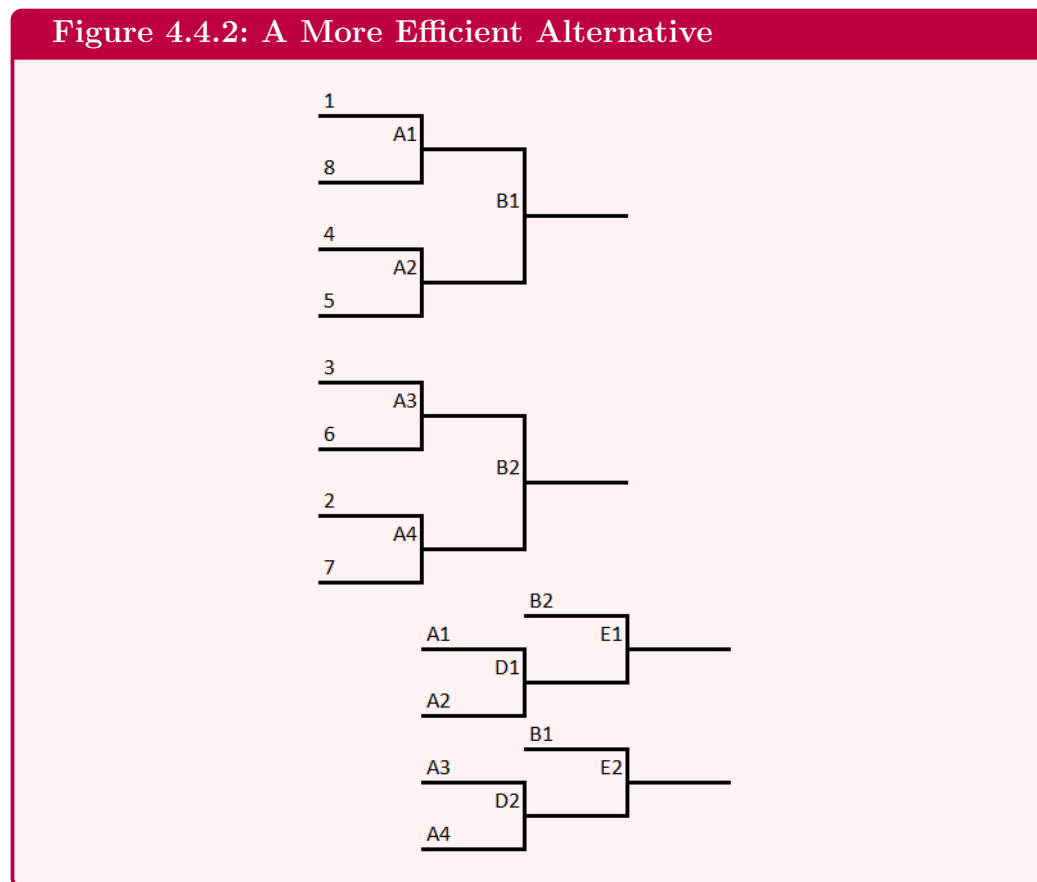 Figure 4.4.2: A More Efficient Alternative
1
A1
8
B1
4
A2
5
3
A3
6
B2
2
A4
7
B2
A1
E1
D1
A2
B1
A3
E2
D2
A4